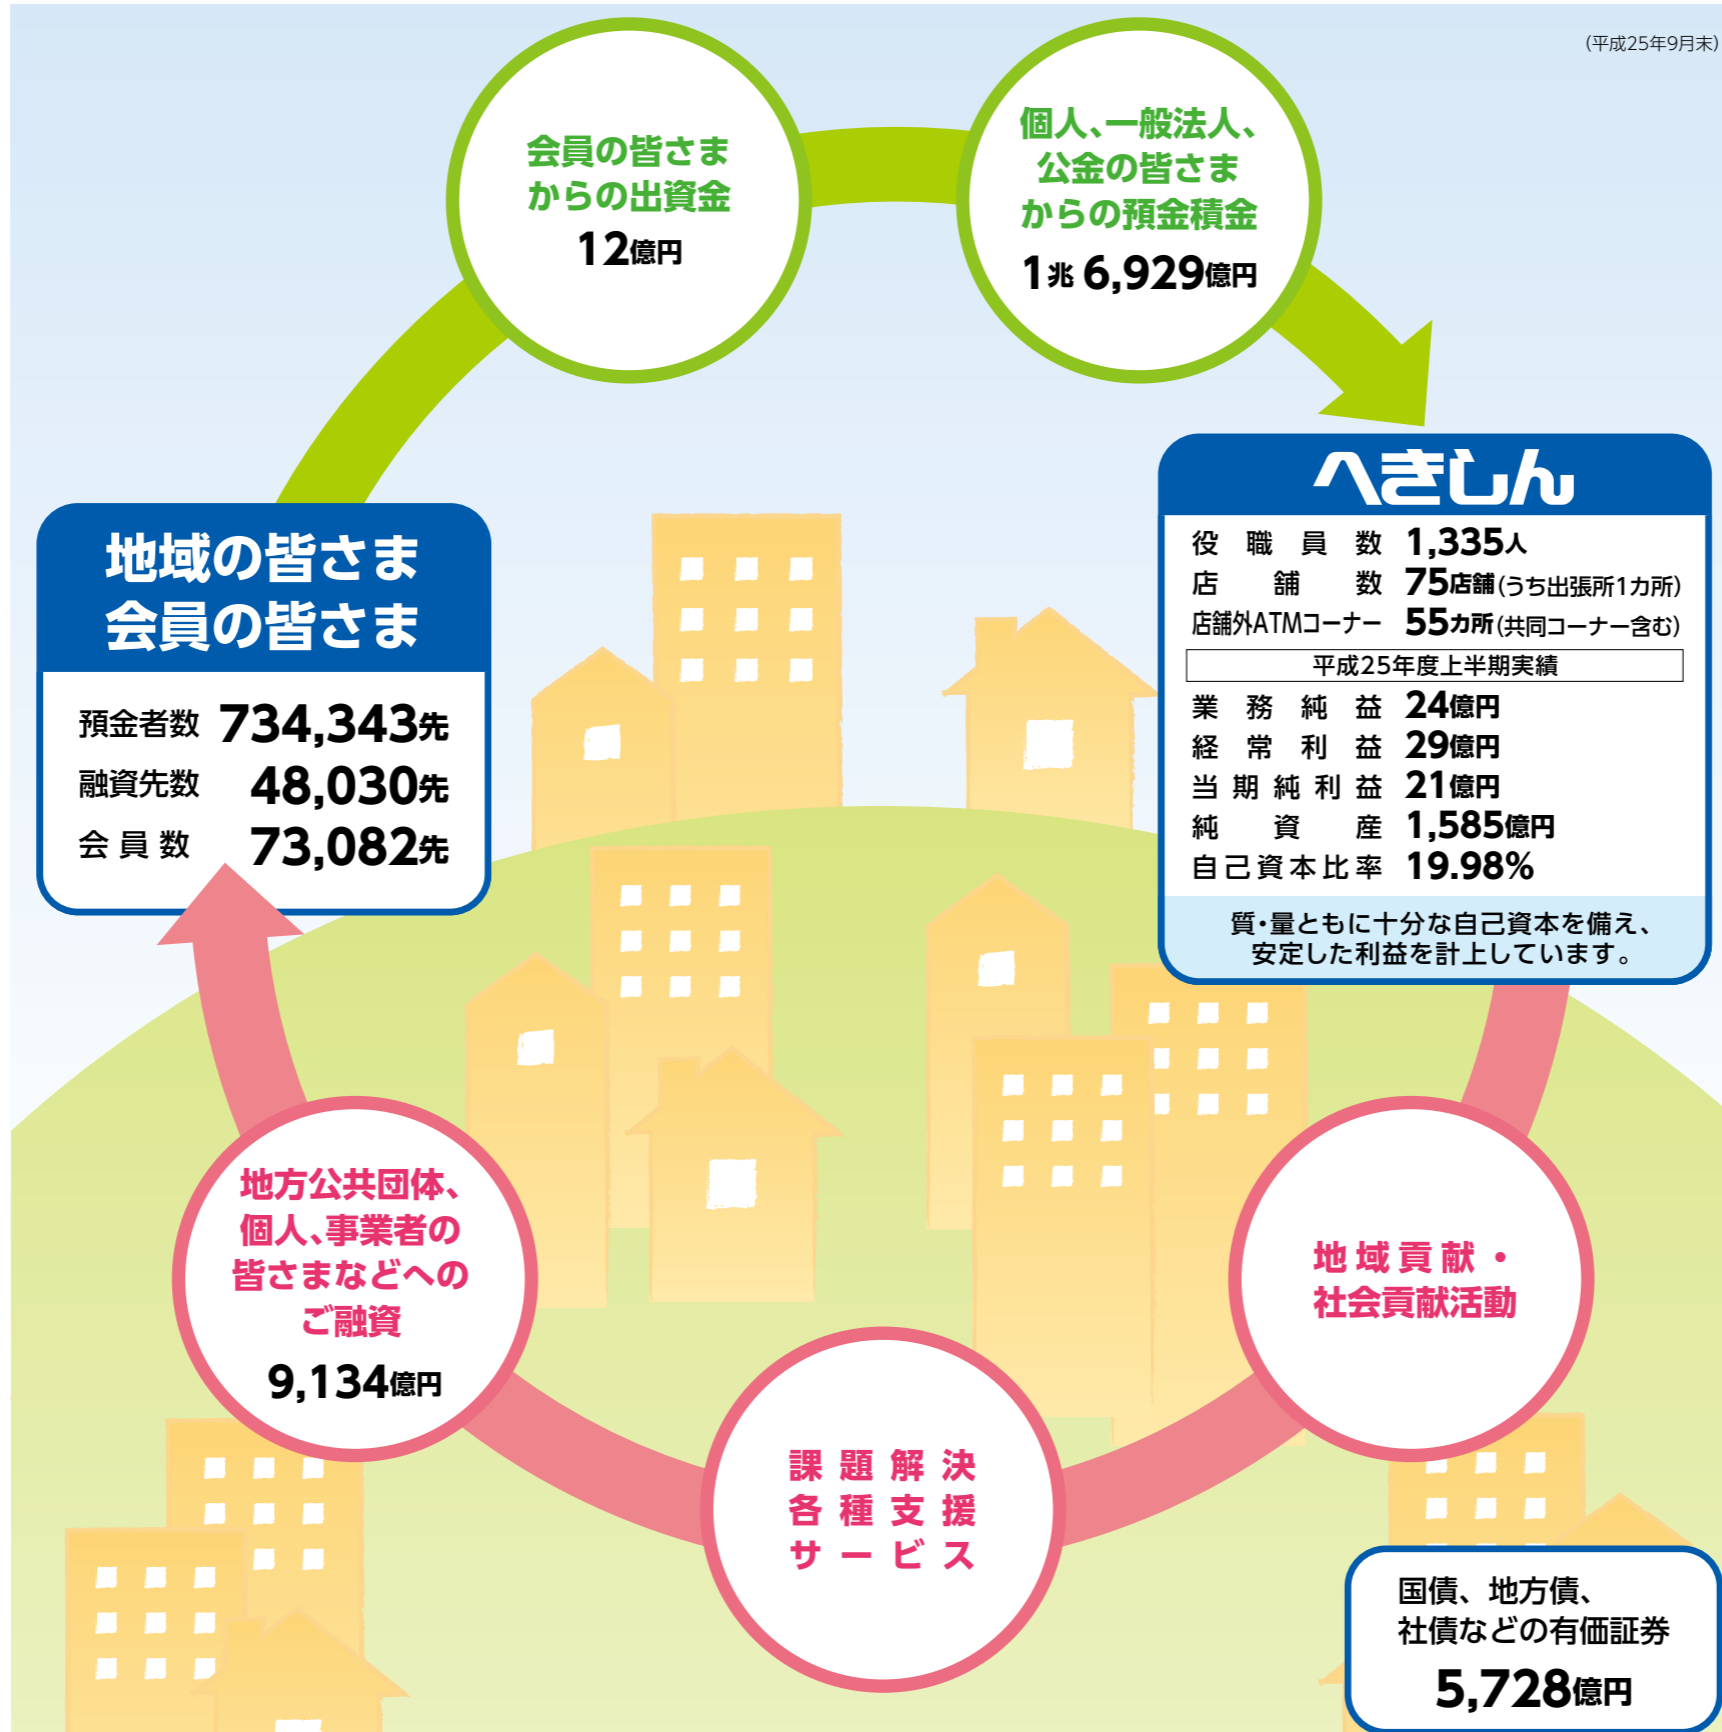 (平成25年9月末)
会員の皆さま
からの出資金
12億円
個人、一般法人、
公金の皆さま
からの預金積金
1兆 6,929億円
へきしん
役職員数 1,335人
店舗数 75店舗(うち出張所1カ所)
店舗外ATMコーナー 55カ所(共同コーナー含む)
平成25年度上半期実績
業務純益 24億円
経常利益 29億円
当期純利益 21億円
純資産 1,585億円
自己資本比率 19.98%
質・量ともに十分な自己資本を備え、
安定した利益を計上しています。
地域の皆さま
会員の皆さま
預金者数 734,343先
融資先数 48,030先
会員数 73,082先
地方公共団体、
個人、事業者の
皆さまなどへの
ご融資
9,134億円
課題解決
各種支援
サービス
地域貢献・
社会貢献活動
国債、地方債、
社債などの有価証券
5,728億円